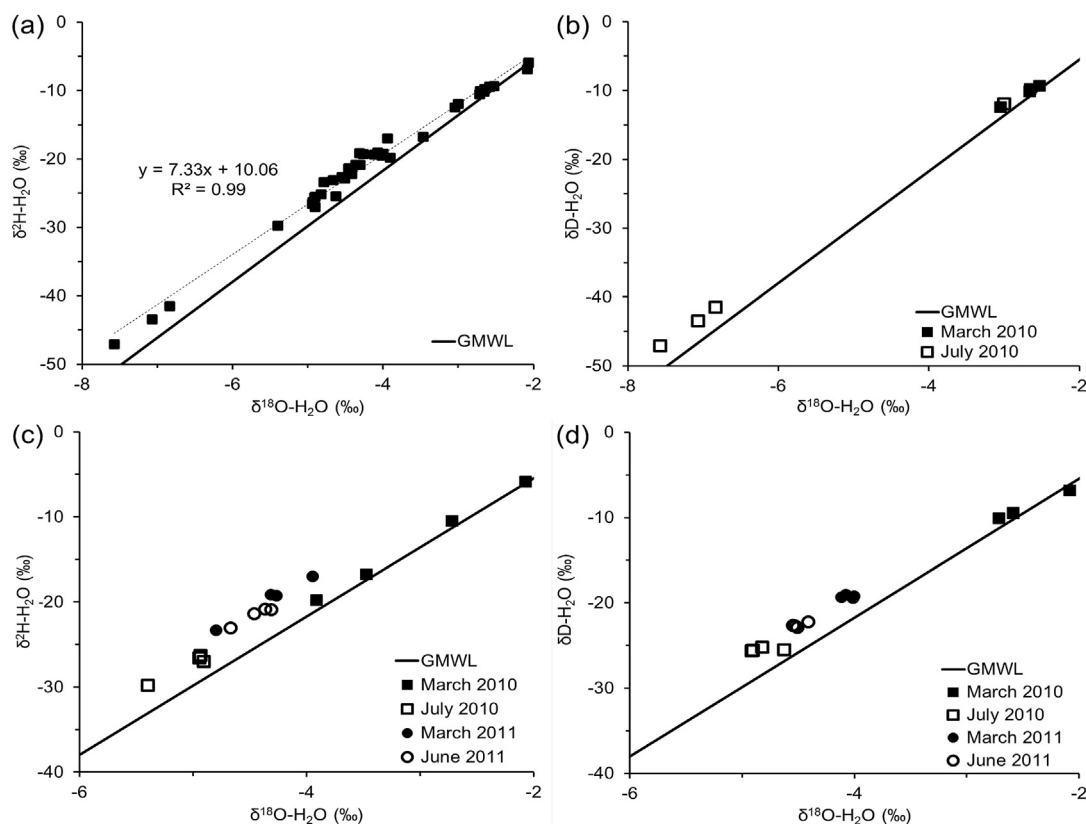 (a)
0
-10
-20
-30
-40
-50
δ²H-H₂O (‰)
y = 7.33x + 10.06
R² = 0.99
GMWL
-8
-6
-4
-2
δ¹⁸O-H₂O (‰)
(b)
0
-10
-20
-30
-40
-50
δD-H₂O (‰)
GMWL
March 2010
July 2010
-8
-6
-4
-2
δ¹⁸O-H₂O (‰)
(c)
0
-10
-20
-30
-40
δ²H-H₂O (‰)
GMWL
March 2010
July 2010
March 2011
June 2011
-6
-4
-2
δ¹⁸O-H₂O (‰)
(d)
0
-10
-20
-30
-40
δD-H₂O (‰)
GMWL
March 2010
July 2010
March 2011
June 2011
-6
-4
-2
δ¹⁸O-H₂O (‰)